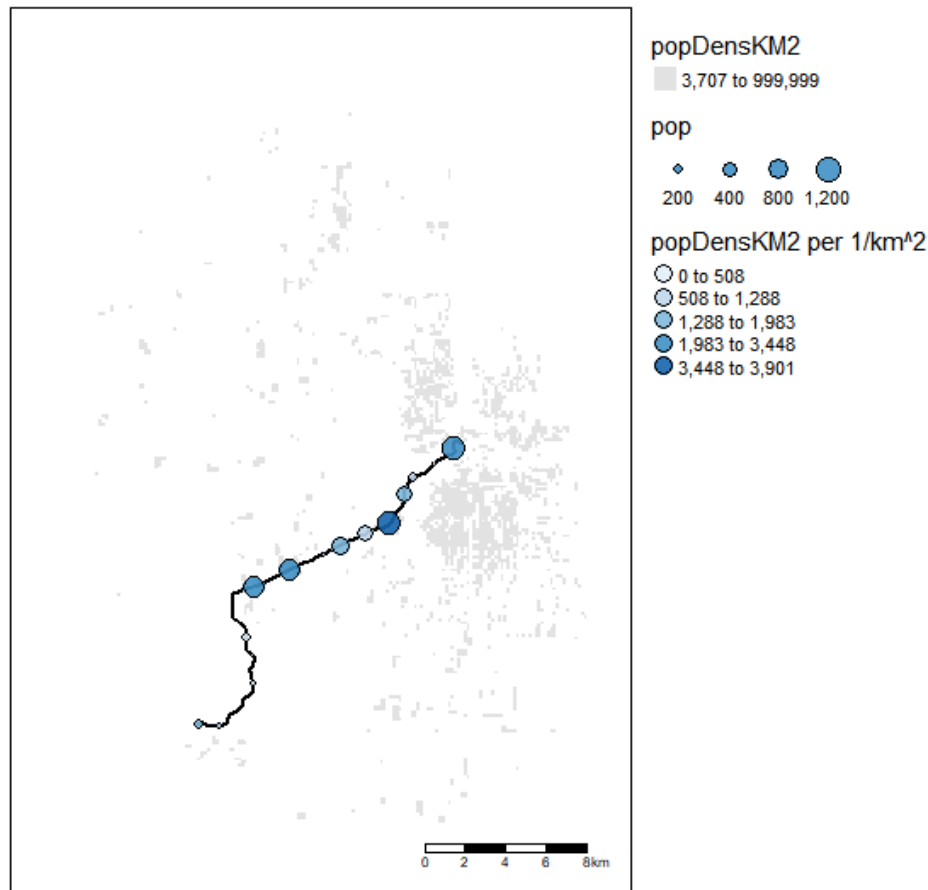 popDensKM2
3,707 to 999,999
pop
200 400 800 1,200
popDensKM2 per 1/km^2
0 to 508
508 to 1,288
1,288 to 1,983
1,983 to 3,448
3,448 to 3,901
0 2 4 6 8km